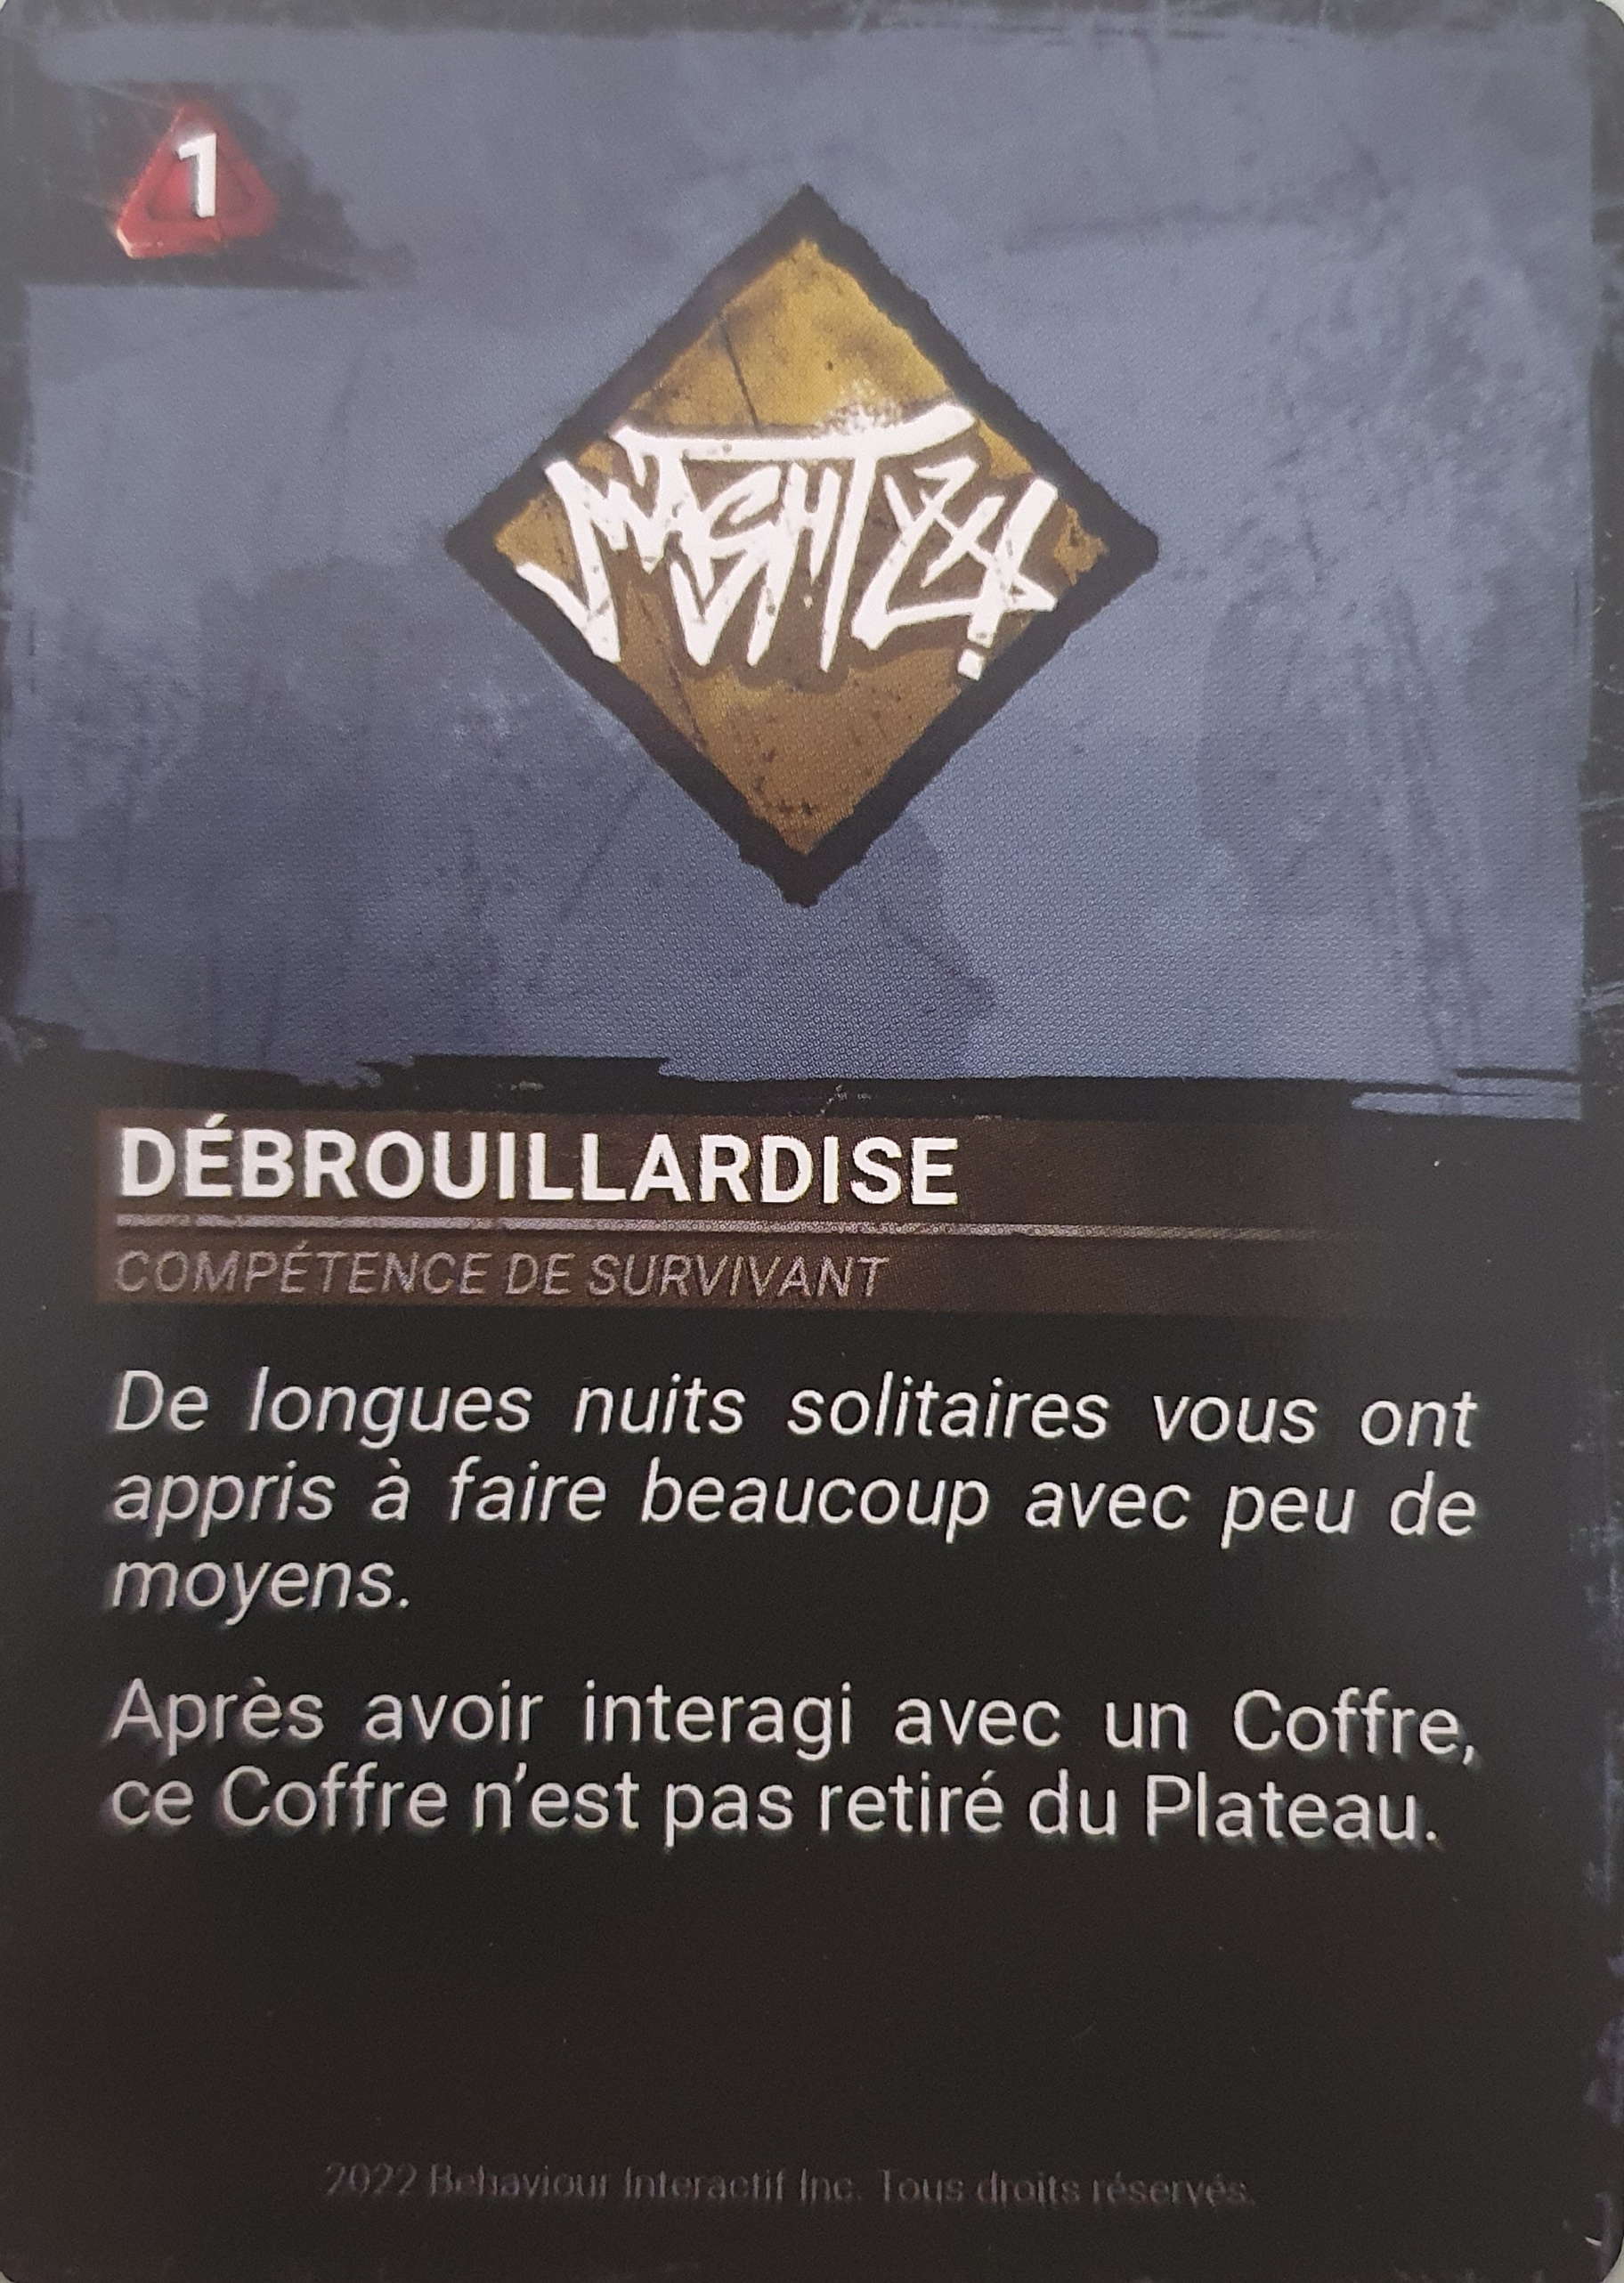 1
MASHTYX!
DÉBROUILLARDISE
COMPÉTENCE DE SURVIVANT
De longues nuits solitaires vous ont
appris à faire beaucoup avec peu de
moyens.
Après avoir interagi avec un Coffre,
ce Coffre n'est pas retiré du Plateau.
2022 Behaviour Interactif Inc. Tous droits réservés.